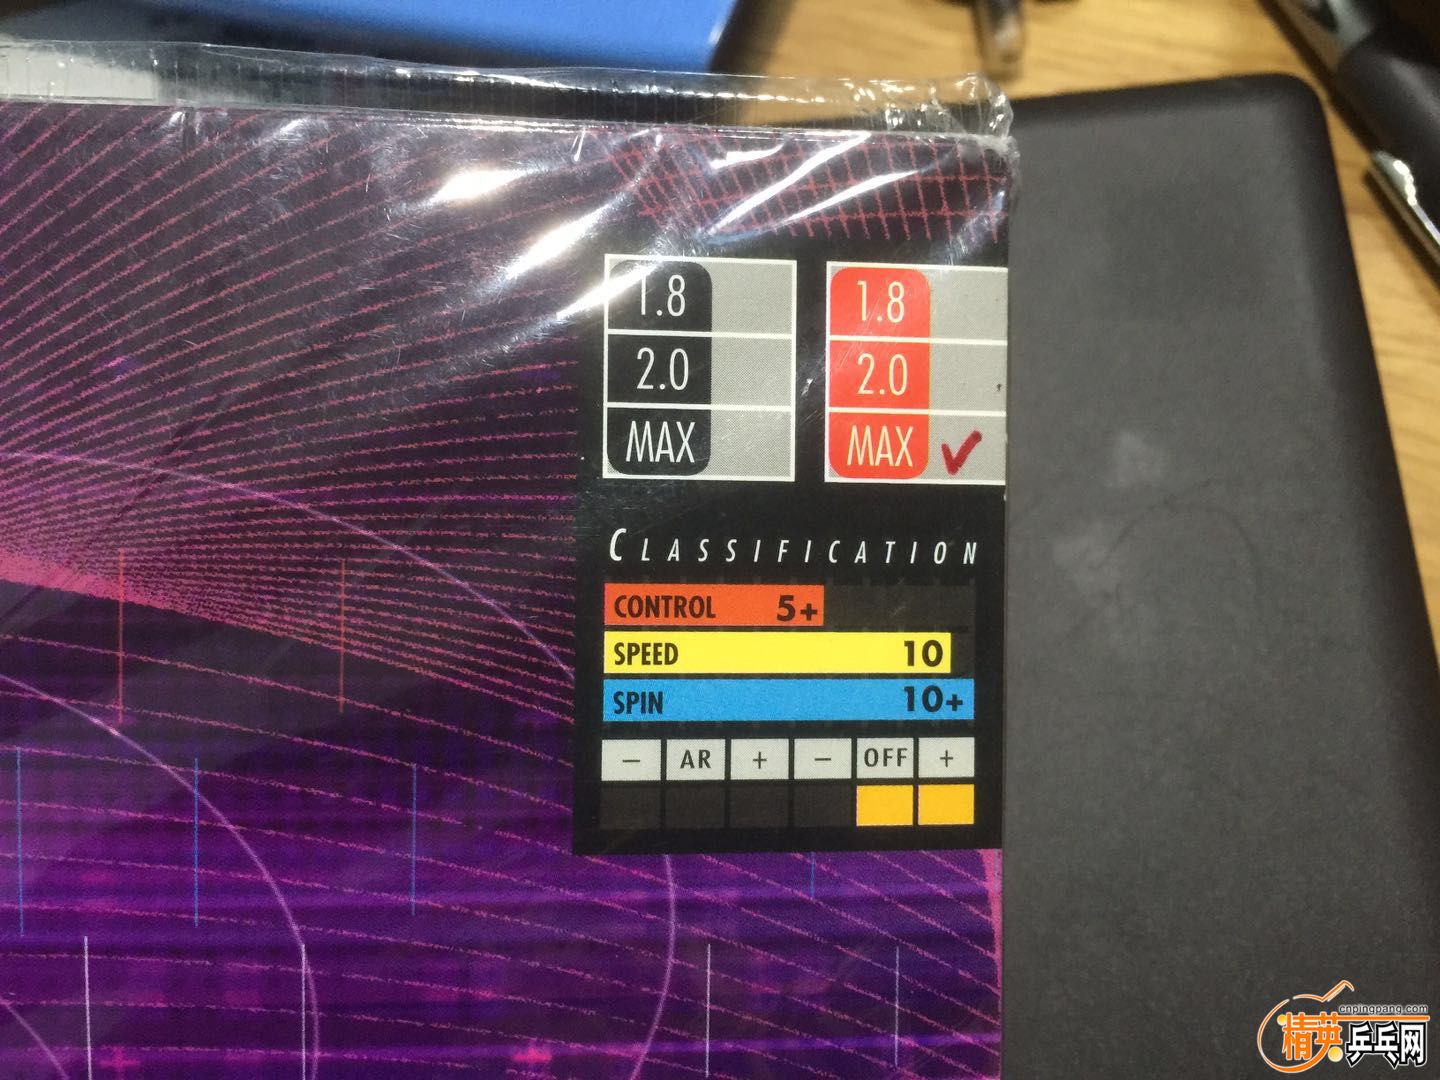 1.8
2.0
MAX
1.8
2.0
MAX ✓
CLASSIFICATION
CONTROL 5+
SPEED 10
SPIN 10+
− AR + − OFF +
cnpingpang.com
精英乒乓网